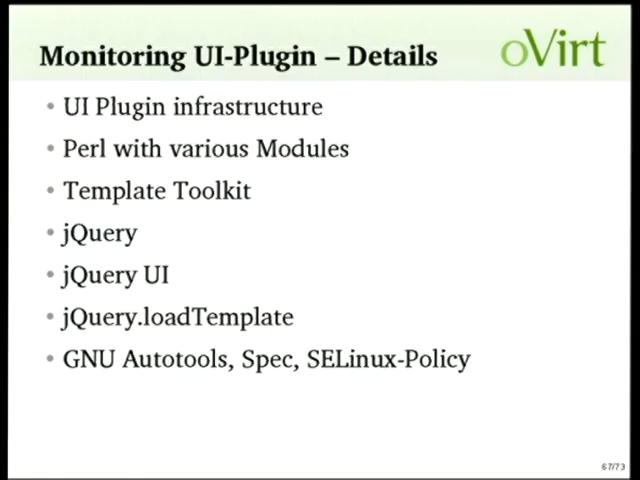 Monitoring UI-Plugin – Details
oVirt
• UI Plugin infrastructure
• Perl with various Modules
• Template Toolkit
• jQuery
• jQuery UI
• jQuery.loadTemplate
• GNU Autotools, Spec, SELinux-Policy
67/73